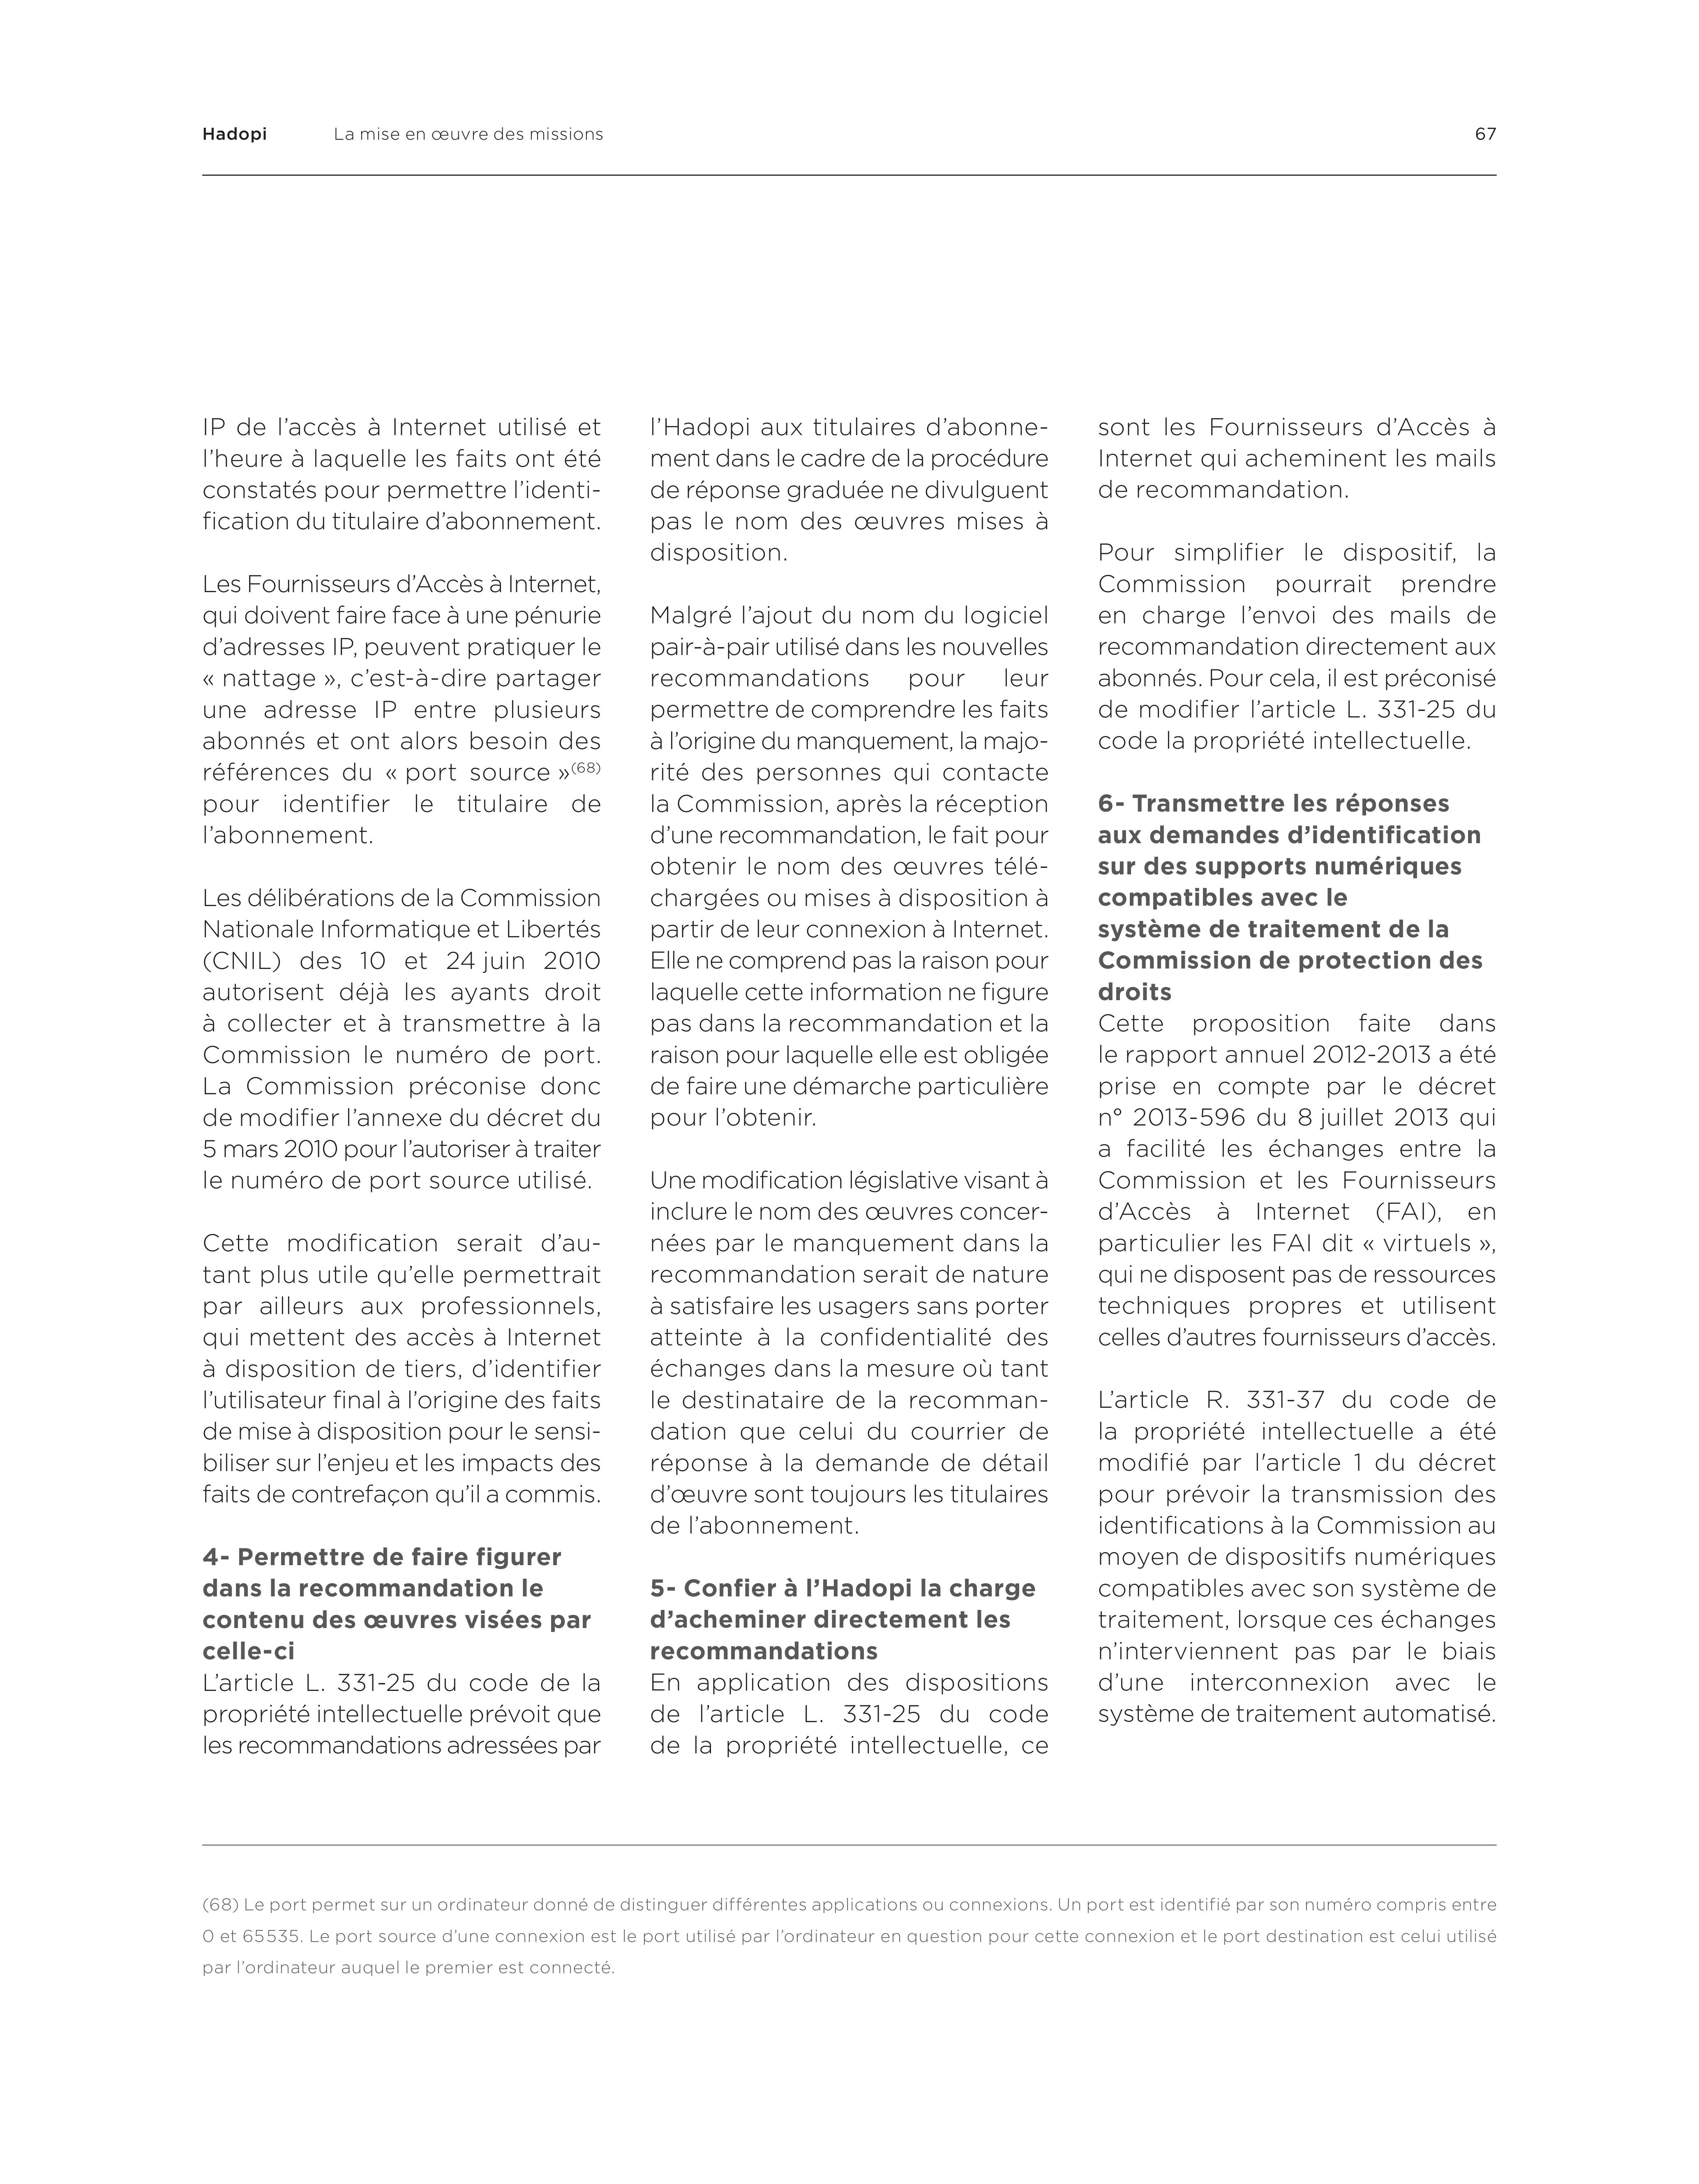 Hadopi La mise en œuvre des missions 67
IP de l’accès à Internet utilisé et
l’heure à laquelle les faits ont été
constatés pour permettre l’identi-
fication du titulaire d’abonnement.
Les Fournisseurs d’Accès à Internet,
qui doivent faire face à une pénurie
d’adresses IP, peuvent pratiquer le
« nattage », c’est-à-dire partager
une adresse IP entre plusieurs
abonnés et ont alors besoin des
références du « port source »(68)
pour identifier le titulaire de
l’abonnement.
Les délibérations de la Commission
Nationale Informatique et Libertés
(CNIL) des 10 et 24 juin 2010
autorisent déjà les ayants droit
à collecter et à transmettre à la
Commission le numéro de port.
La Commission préconise donc
de modifier l’annexe du décret du
5 mars 2010 pour l’autoriser à traiter
le numéro de port source utilisé.
Cette modification serait d’au-
tant plus utile qu’elle permettrait
par ailleurs aux professionnels,
qui mettent des accès à Internet
à disposition de tiers, d’identifier
l’utilisateur final à l’origine des faits
de mise à disposition pour le sensi-
biliser sur l’enjeu et les impacts des
faits de contrefaçon qu’il a commis.
4- Permettre de faire figurer
dans la recommandation le
contenu des œuvres visées par
celle-ci
L’article L. 331-25 du code de la
propriété intellectuelle prévoit que
les recommandations adressées par
l’Hadopi aux titulaires d’abonne-
ment dans le cadre de la procédure
de réponse graduée ne divulguent
pas le nom des œuvres mises à
disposition.
Malgré l’ajout du nom du logiciel
pair-à-pair utilisé dans les nouvelles
recommandations pour leur
permettre de comprendre les faits
à l’origine du manquement, la majo-
rité des personnes qui contacte
la Commission, après la réception
d’une recommandation, le fait pour
obtenir le nom des œuvres télé-
chargées ou mises à disposition à
partir de leur connexion à Internet.
Elle ne comprend pas la raison pour
laquelle cette information ne figure
pas dans la recommandation et la
raison pour laquelle elle est obligée
de faire une démarche particulière
pour l’obtenir.
Une modification législative visant à
inclure le nom des œuvres concer-
nées par le manquement dans la
recommandation serait de nature
à satisfaire les usagers sans porter
atteinte à la confidentialité des
échanges dans la mesure où tant
le destinataire de la recomman-
dation que celui du courrier de
réponse à la demande de détail
d’œuvre sont toujours les titulaires
de l’abonnement.
5- Confier à l’Hadopi la charge
d’acheminer directement les
recommandations
En application des dispositions
de l’article L. 331-25 du code
de la propriété intellectuelle, ce
sont les Fournisseurs d’Accès à
Internet qui acheminent les mails
de recommandation.
Pour simplifier le dispositif, la
Commission pourrait prendre
en charge l’envoi des mails de
recommandation directement aux
abonnés. Pour cela, il est préconisé
de modifier l’article L. 331-25 du
code la propriété intellectuelle.
6- Transmettre les réponses
aux demandes d’identification
sur des supports numériques
compatibles avec le
système de traitement de la
Commission de protection des
droits
Cette proposition faite dans
le rapport annuel 2012-2013 a été
prise en compte par le décret
n° 2013-596 du 8 juillet 2013 qui
a facilité les échanges entre la
Commission et les Fournisseurs
d’Accès à Internet (FAI), en
particulier les FAI dit « virtuels »,
qui ne disposent pas de ressources
techniques propres et utilisent
celles d’autres fournisseurs d’accès.
L’article R. 331-37 du code de
la propriété intellectuelle a été
modifié par l'article 1 du décret
pour prévoir la transmission des
identifications à la Commission au
moyen de dispositifs numériques
compatibles avec son système de
traitement, lorsque ces échanges
n’interviennent pas par le biais
d’une interconnexion avec le
système de traitement automatisé.
(68) Le port permet sur un ordinateur donné de distinguer différentes applications ou connexions. Un port est identifié par son numéro compris entre
0 et 65535. Le port source d’une connexion est le port utilisé par l’ordinateur en question pour cette connexion et le port destination est celui utilisé
par l’ordinateur auquel le premier est connecté.